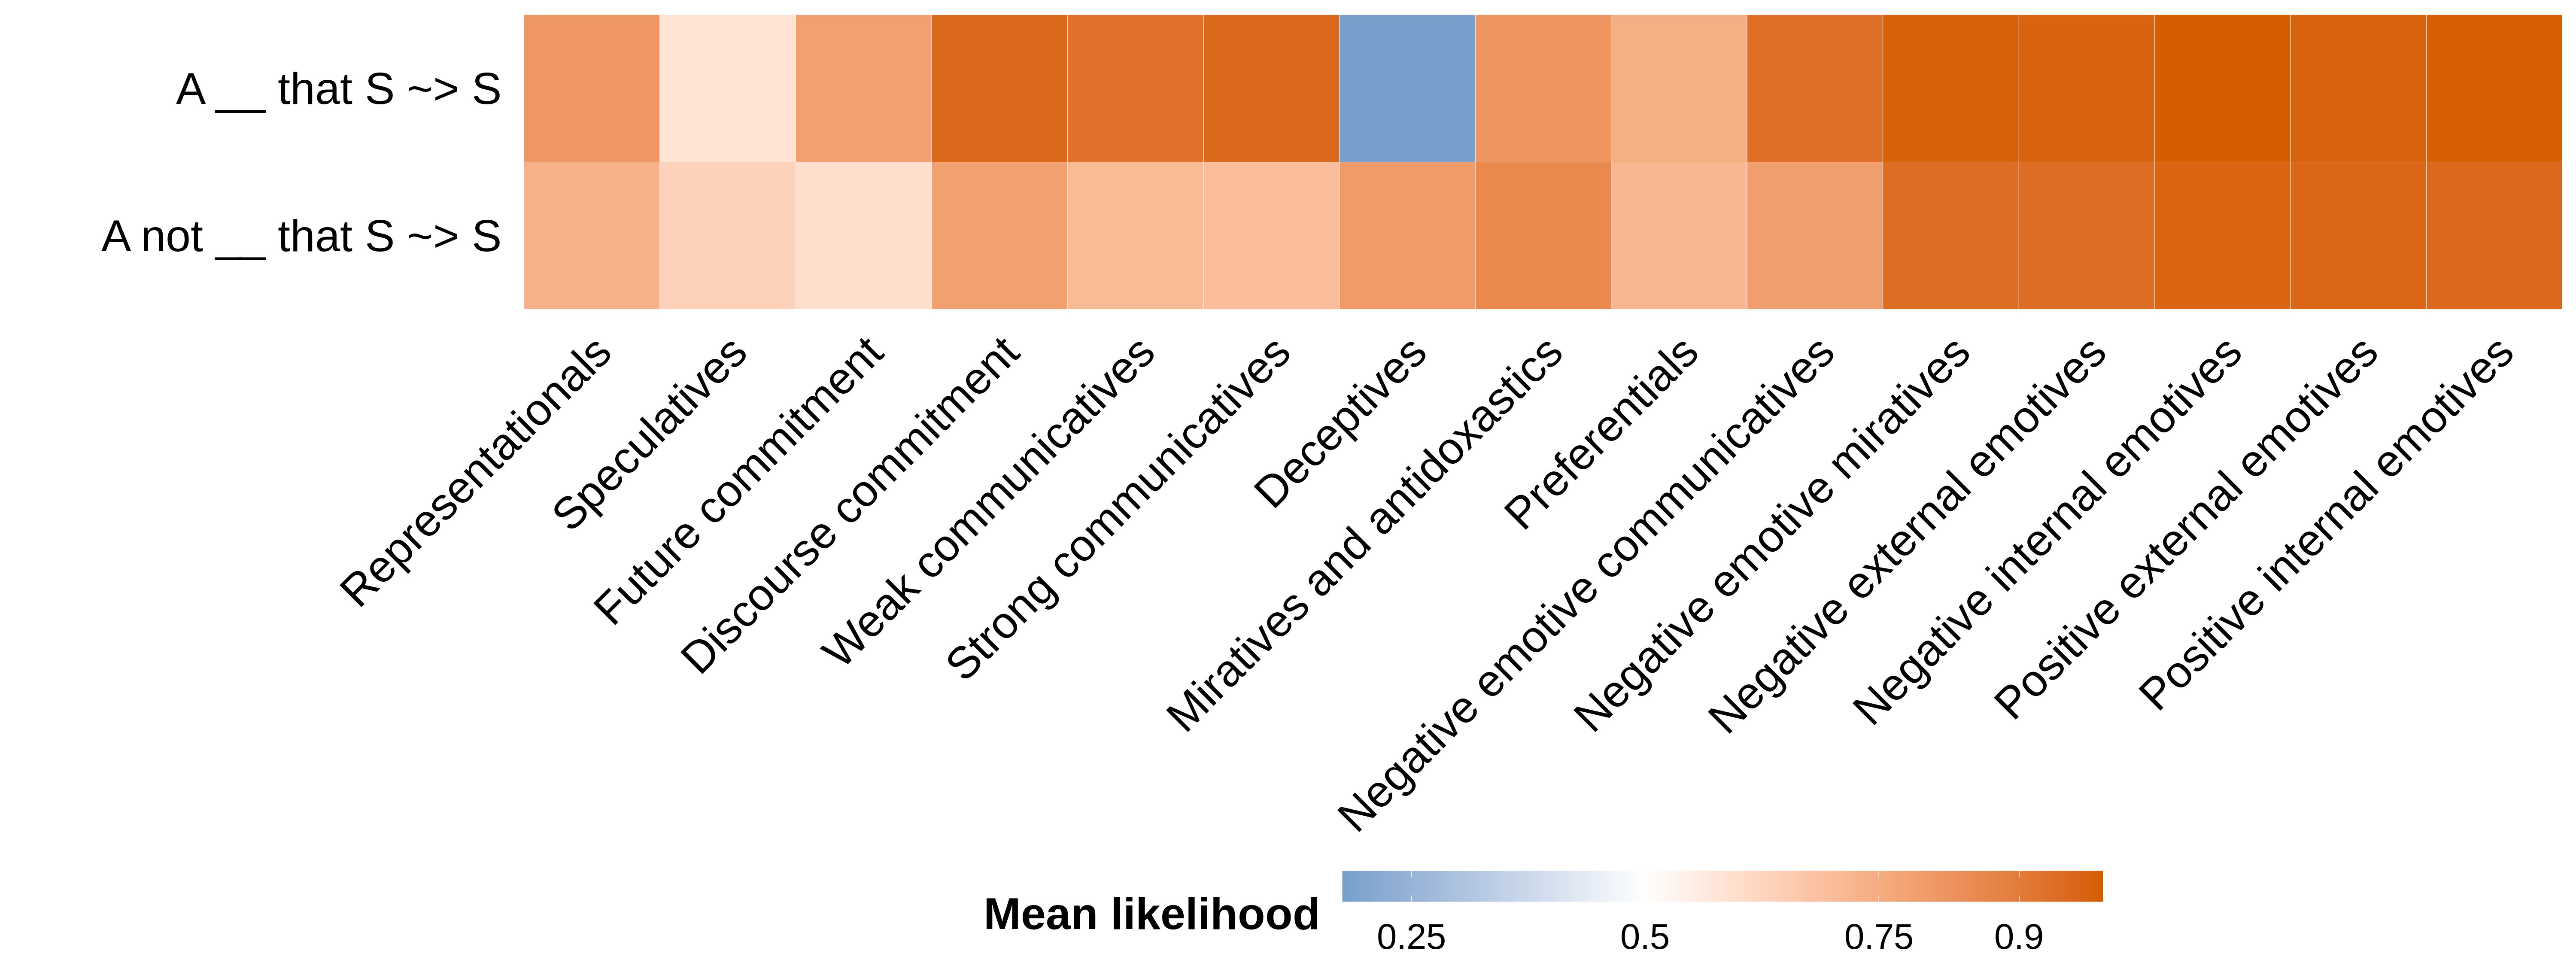 A __ that S ~> S
A not __ that S ~> S
Representationals
Speculatives
Future commitment
Discourse commitment
Weak communicatives
Strong communicatives
Deceptives
Miratives and antidoxastics
Preferentials
Negative emotive communicatives
Negative emotive miratives
Negative external emotives
Negative internal emotives
Positive external emotives
Positive internal emotives
Mean likelihood
0.25 0.5 0.75 0.9